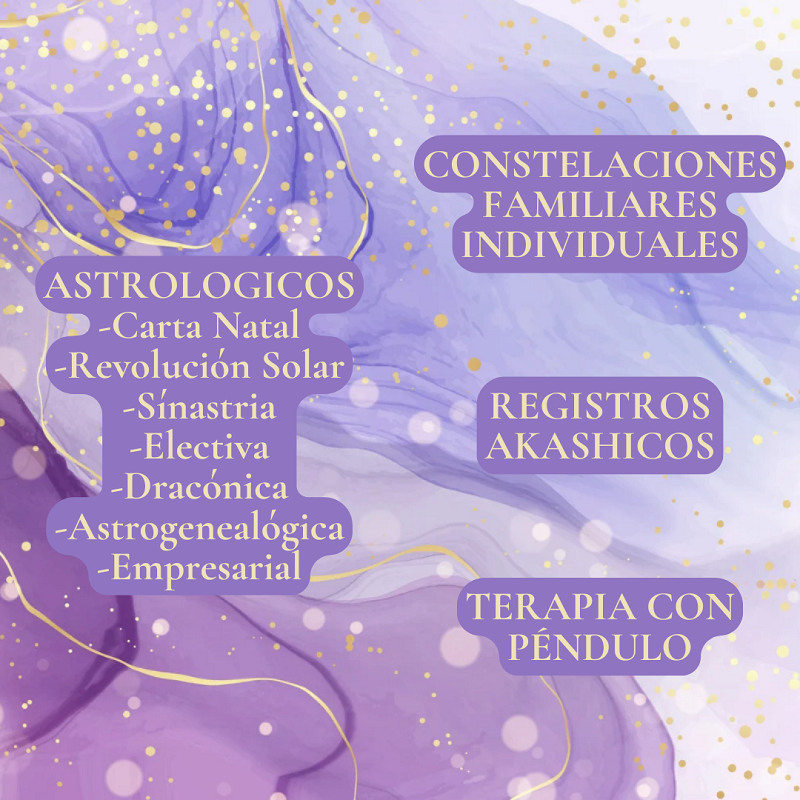 ASTROLOGICOS
-Carta Natal
-Revolución Solar
-Sínastria
-Electiva
-Dracónica
-Astrogenealógica
-Empresarial
CONSTELACIONES
FAMILIARES
INDIVIDUALES
REGISTROS
AKASHICOS
TERAPIA CON
PÉNDULO